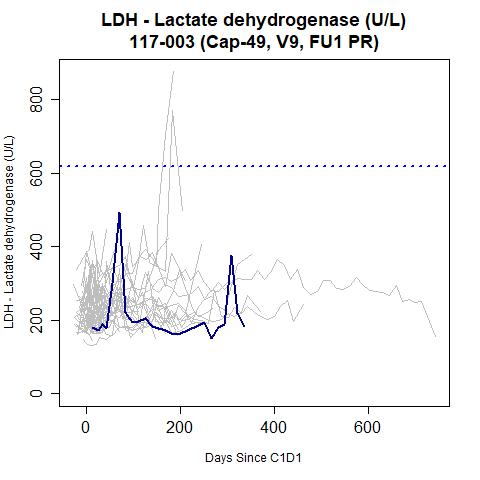 LDH - Lactate dehydrogenase (U/L)
117-003 (Cap-49, V9, FU1 PR)
LDH - Lactate dehydrogenase (U/L)
800
600
400
200
0
0 200 400 600
Days Since C1D1